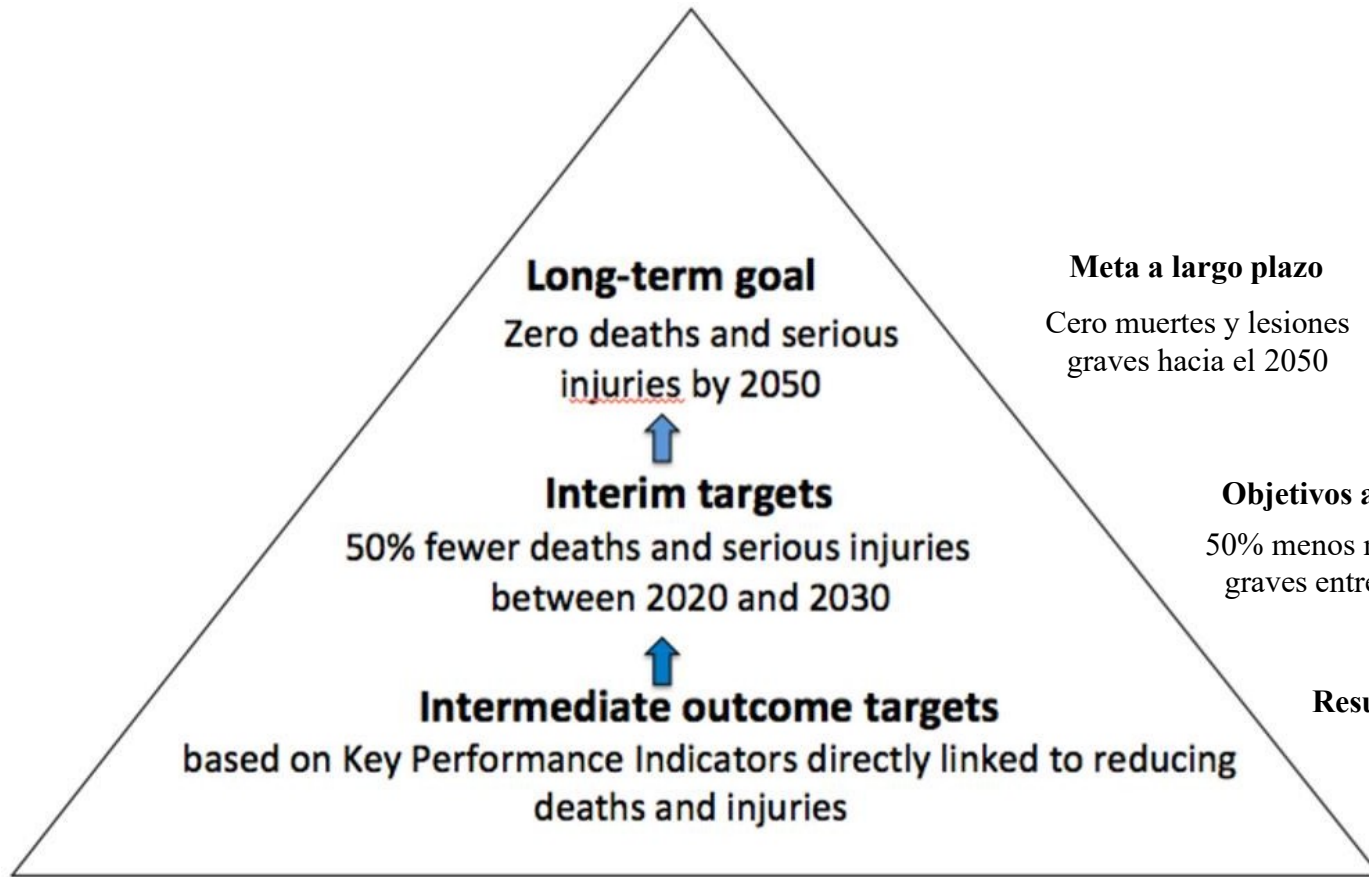 Long-term goal
Zero deaths and serious
injuries by 2050
Interim targets
50% fewer deaths and serious injuries
between 2020 and 2030
Intermediate outcome targets
based on Key Performance Indicators directly linked to reducing
deaths and injuries
Meta a largo plazo
Cero muertes y lesiones
graves hacia el 2050
Objetivos
50% menos
graves entre